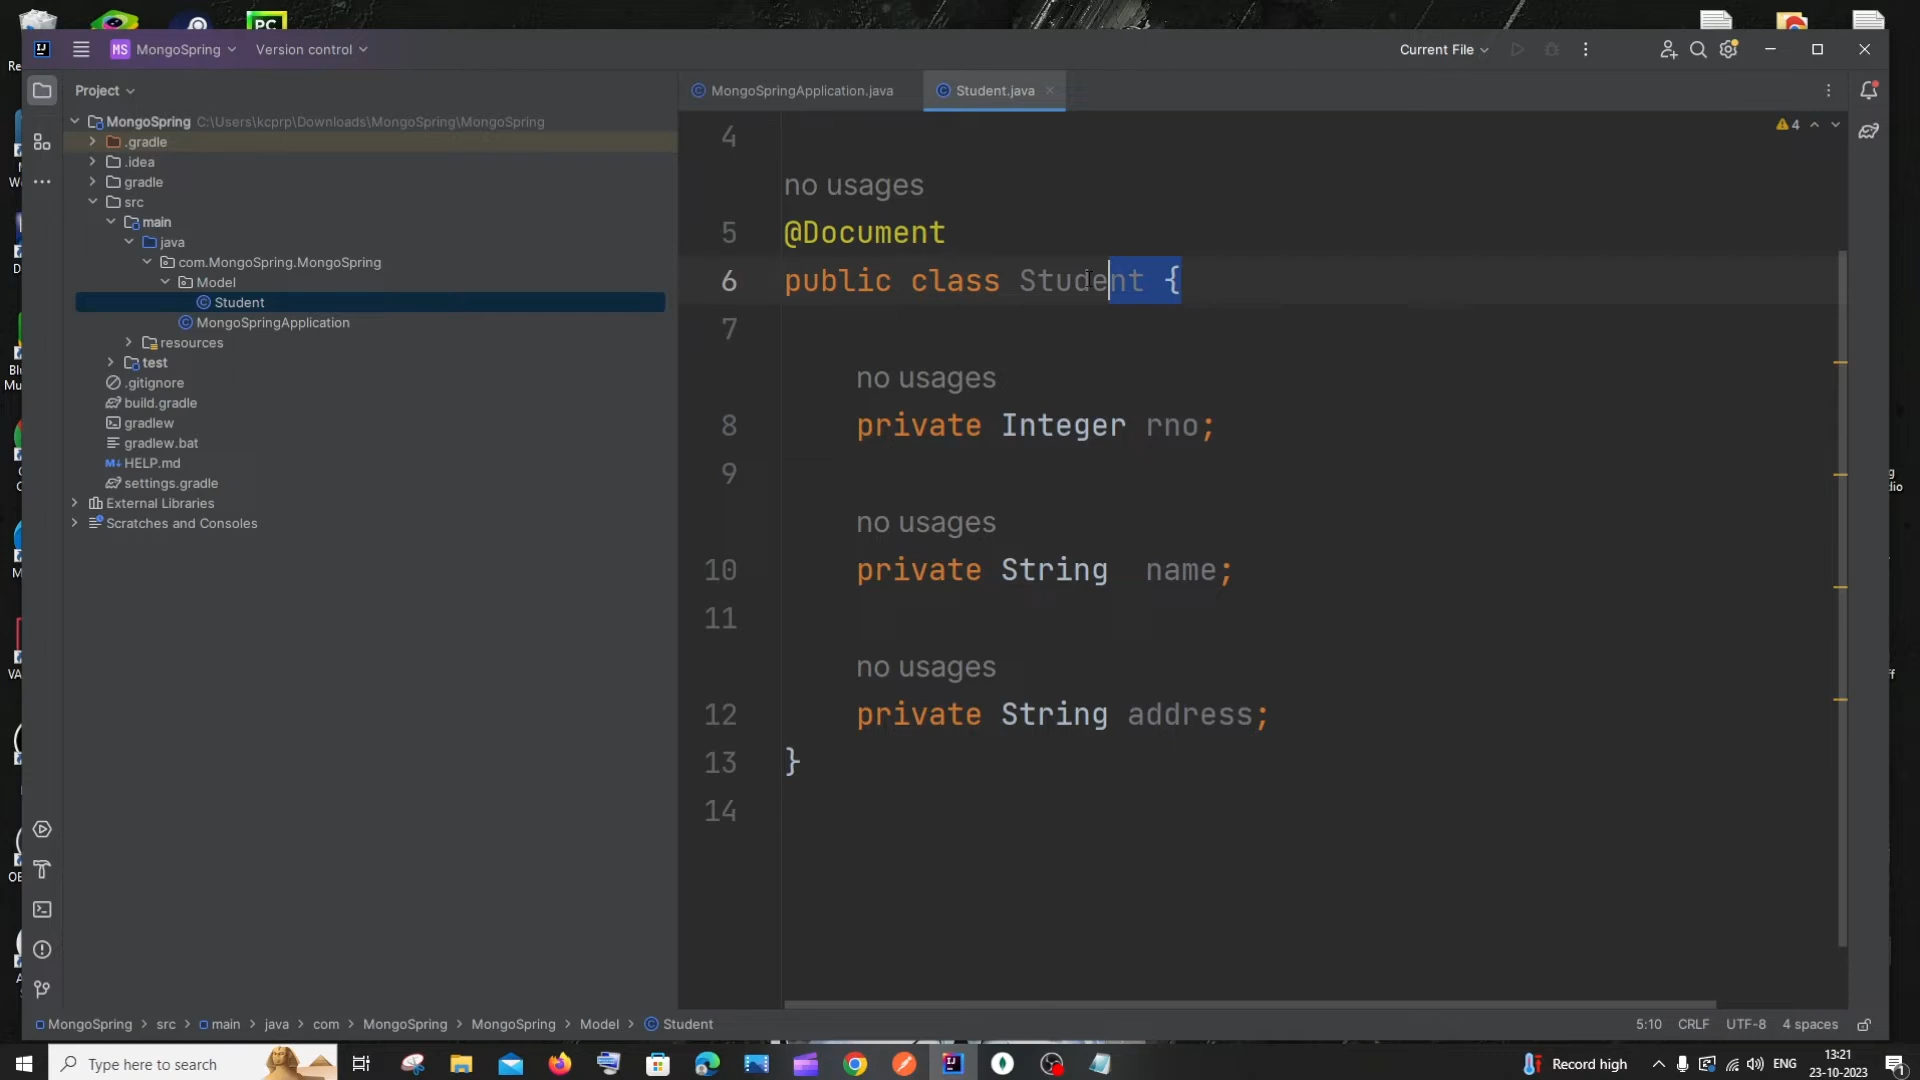 PC
Re
MS MongoSpring
Version control
Current File
Project
MongoSpringApplication.java
Student.java
MongoSpring C:\Users\kcprp\Downloads\MongoSpring\MongoSpring
.gradle
.idea
gradle
src
main
java
com.MongoSpring.MongoSpring
Model
Student
MongoSpringApplication
resources
test
.gitignore
build.gradle
gradlew
gradlew.bat
M↓ HELP.md
settings.gradle
External Libraries
Scratches and Consoles
4
4
no usages
5 @Document
6 public class Student {
7
no usages
8 private Integer rno;
9
no usages
10 private String  name;
11
no usages
12 private String address;
13 }
14
MongoSpring > src > main > java > com > MongoSpring > MongoSpring > Model > Student
5:10 CRLF UTF-8 4 spaces
Type here to search
Record high
ENG
13:21
23-10-2023
1